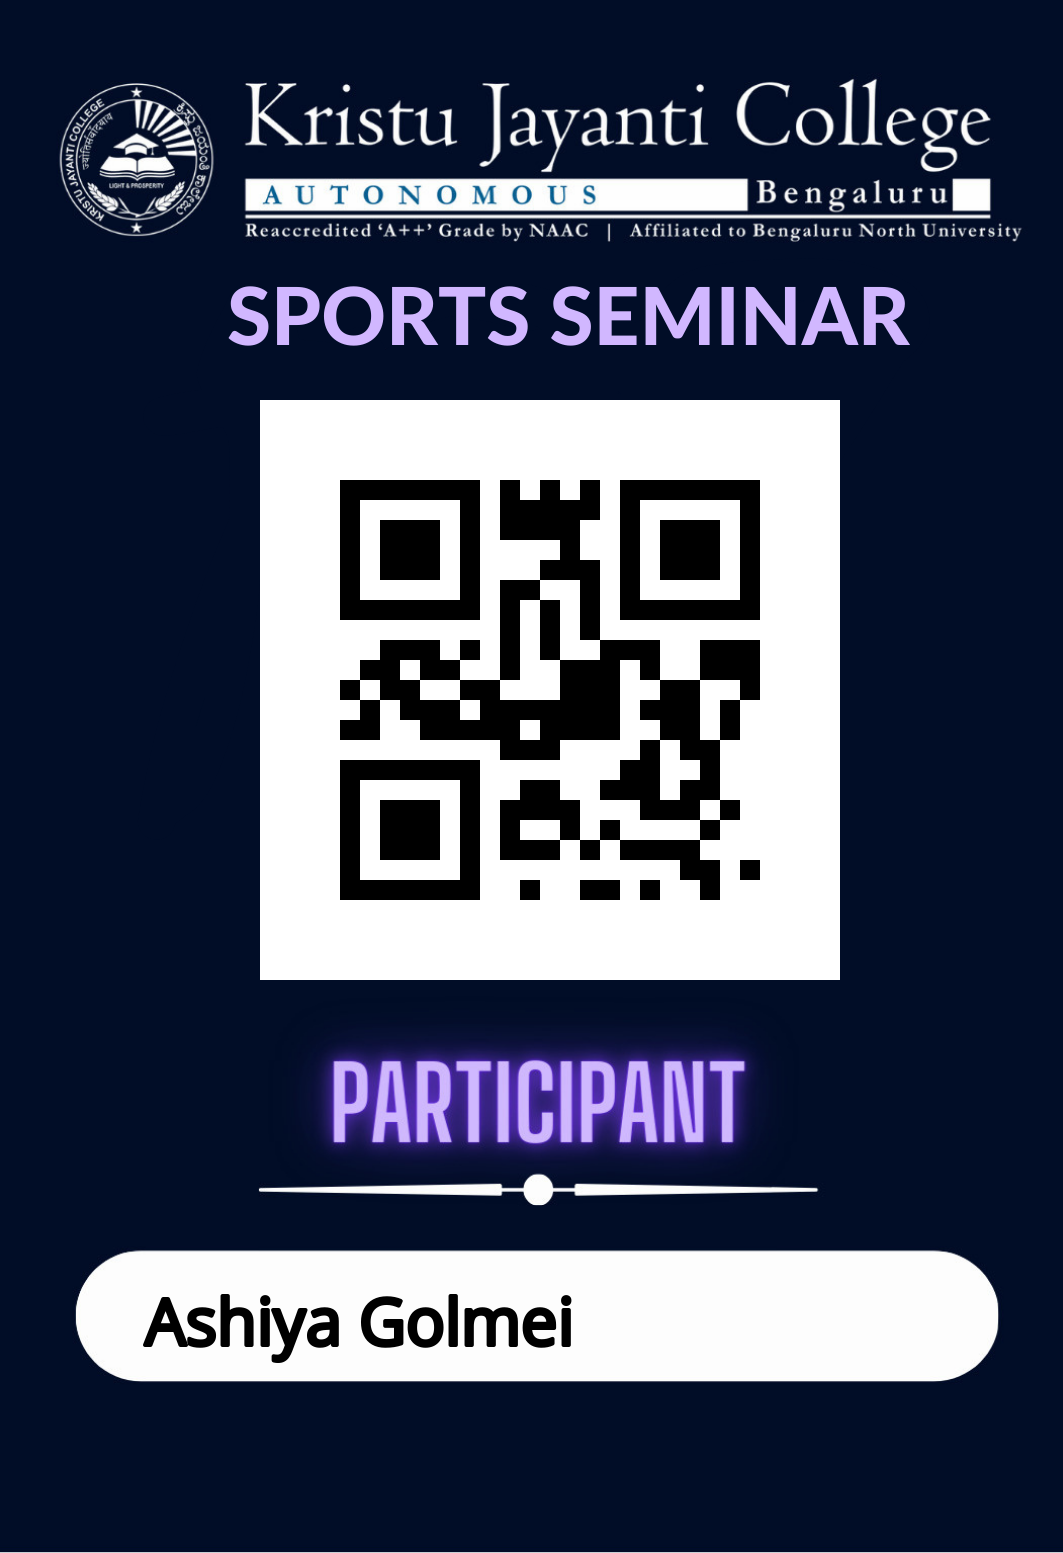 Kristu Jayanti College
AUTONOMOUS Bengaluru
Reaccredited ‘A++’ Grade by NAAC | Affiliated to Bengaluru North University
KRISTU JAYANTI COLLEGE
LIGHT & PROSPERITY
SPORTS SEMINAR
PARTICIPANT
Ashiya Golmei